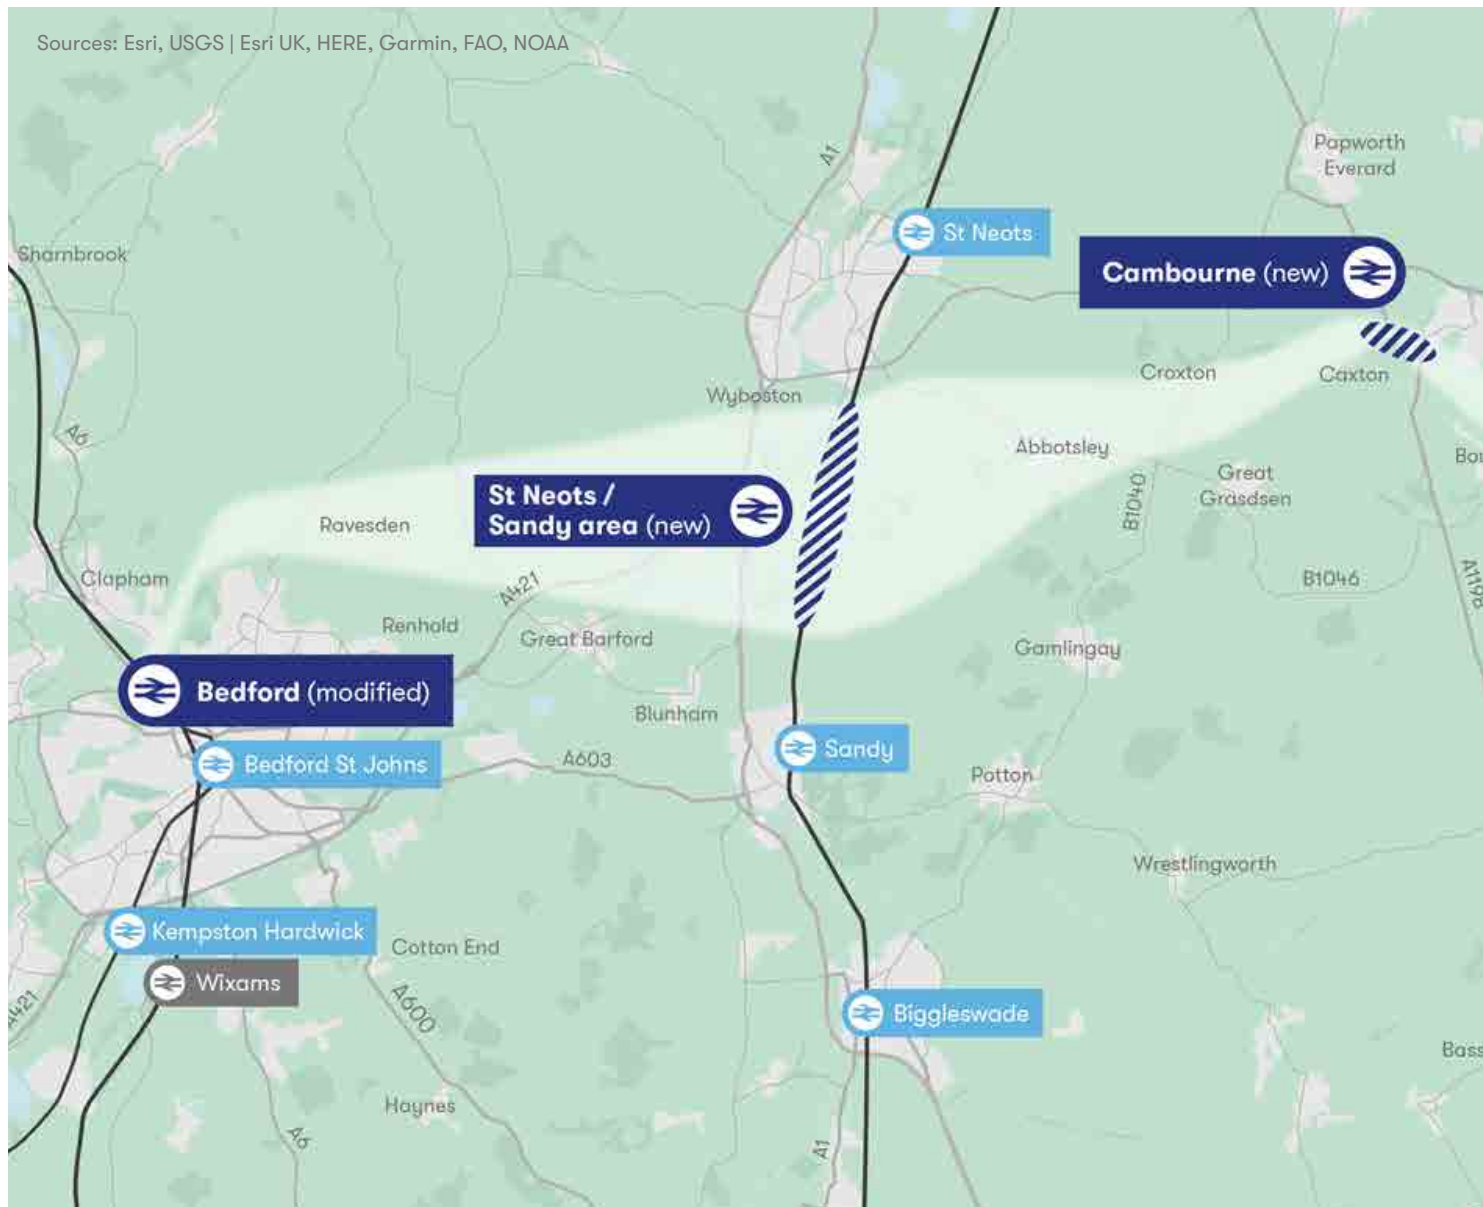 Sources: Esri, USGS | Esri UK, HERE, Garmin, FAO, NOAA
A1
Papworth
Everard
St Neots
Sharnbrook
Cambourne (new)
Croxton
Caxton
Wyboston
A6
Abbotsley
Great
Grasdsen
B1040
St Neots /
Sandy area (new)
Ravesden
Clapham
A421
B1046
A1198
Renhold
Great Barford
Gamlingay
Bedford (modified)
Blunham
Sandy
Bedford St Johns
A603
Potton
Wrestlingworth
Kempston Hardwick
Cotton End
Wixams
A421
A600
Biggleswade
Bass
Haynes
A6
A1